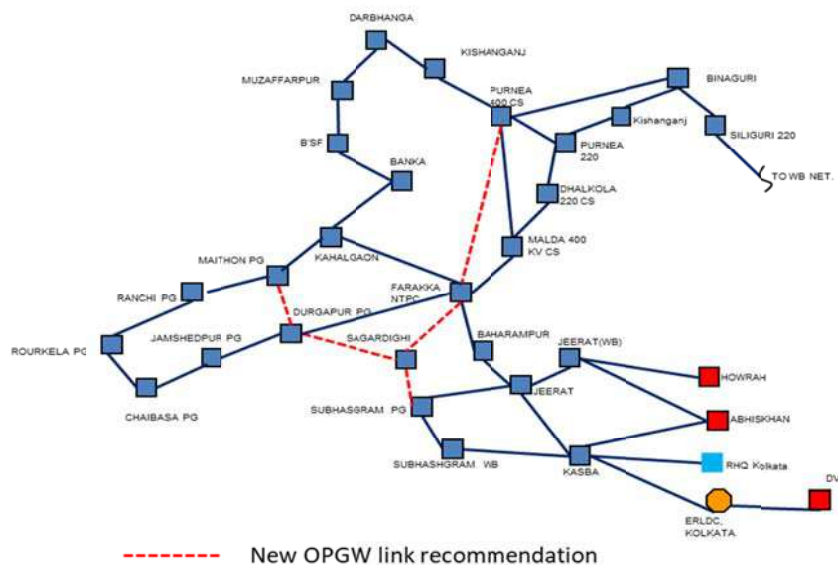 DARBHANGA
KISHANGANJ
MUZAFFARPUR
PURNEA
400 CS
BINAGURI
Kishanganj
B'SF
PURNEA
220
SILIGURI 220
BANKA
TO WB NET.
DHALKOLA
220 CS
MALDA 400
KV CS
MAITHON PG
KAHALGAON
RANCHI PG
FARAKKA
NTPC
DURGAPUR PG
ROURKELA PG
JAMSHEDPUR PG
SAGARDIGHI
BAHARAMPUR
JEERAT(WB)
HOWRAH
CHAIBASA PG
SUBHASGRAM PG
JEERAT
ABHISKHAN
SUBHASHGRAM WB
KASBA
RHQ Kolkata
DV
ERLDC,
KOLKATA
New OPGW link recommendation